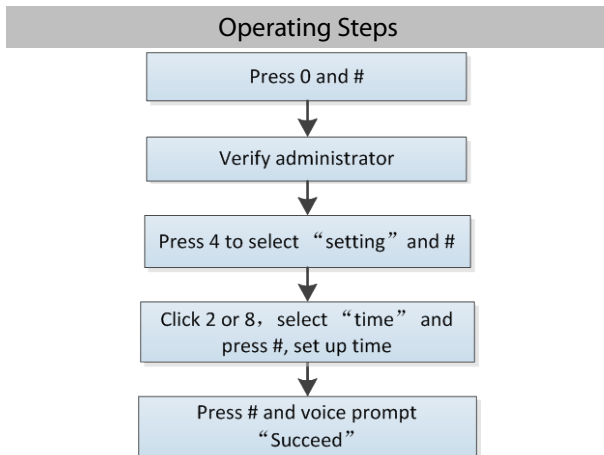 Operating Steps
Press 0 and #
Verify administrator
Press 4 to select “setting” and #
Click 2 or 8，select “time” and
press #, set up time
Press # and voice prompt
“Succeed”